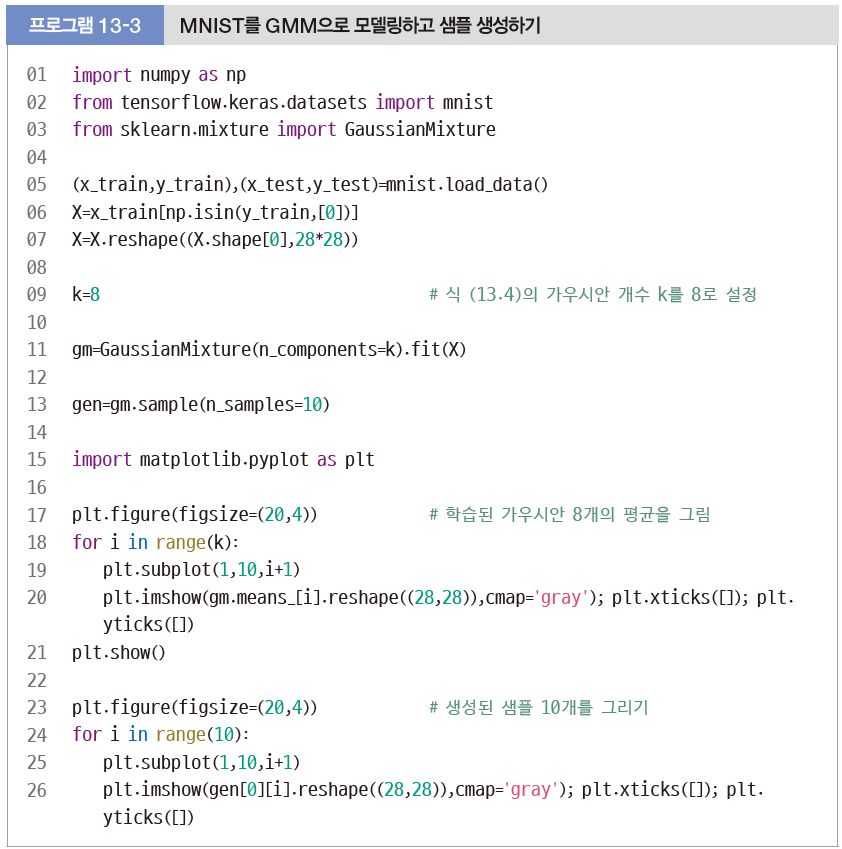 프로그램 13-3 MNIST를 GMM으로 모델링하고 샘플 생성하기
01 import numpy as np
02 from tensorflow.keras.datasets import mnist
03 from sklearn.mixture import GaussianMixture
04
05 (x_train,y_train),(x_test,y_test)=mnist.load_data()
06 X=x_train[np.isin(y_train,[0])]
07 X=X.reshape((X.shape[0],28*28))
08
09 k=8 # 식 (13.4)의 가우시안 개수 k를 8로 설정
10
11 gm=GaussianMixture(n_components=k).fit(X)
12
13 gen=gm.sample(n_samples=10)
14
15 import matplotlib.pyplot as plt
16
17 plt.figure(figsize=(20,4)) # 학습된 가우시안 8개의 평균을 그림
18 for i in range(k):
19 plt.subplot(1,10,i+1)
20 plt.imshow(gm.means_[i].reshape((28,28)),cmap='gray'); plt.xticks([]); plt.
yticks([])
21 plt.show()
22
23 plt.figure(figsize=(20,4)) # 생성된 샘플 10개를 그리기
24 for i in range(10):
25 plt.subplot(1,10,i+1)
26 plt.imshow(gen[0][i].reshape((28,28)),cmap='gray'); plt.xticks([]); plt.
yticks([])